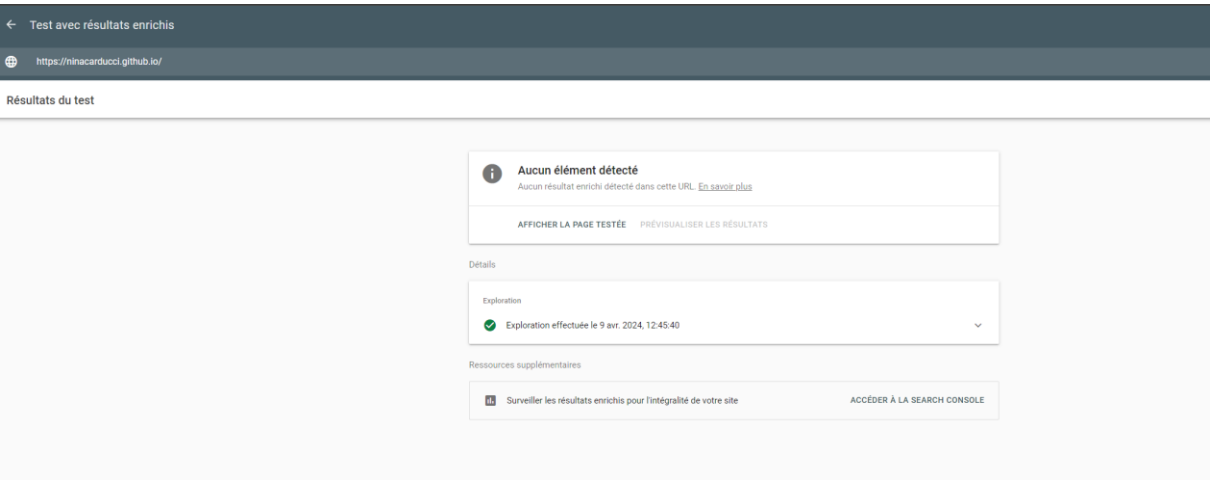 Test avec résultats enrichis
https://ninacarducci.github.io/
Résultats du test
Aucun élément détecté
Aucun résultat enrichi détecté dans cette URL. En savoir plus
AFFICHER LA PAGE TESTÉE PRÉVISUALISER LES RÉSULTATS
Détails
Exploration
Exploration effectuée le 9 avr. 2024, 12:45:40
Ressources supplémentaires
Surveiller les résultats enrichis pour l'intégralité de votre site ACCÉDER À LA SEARCH CONSOLE